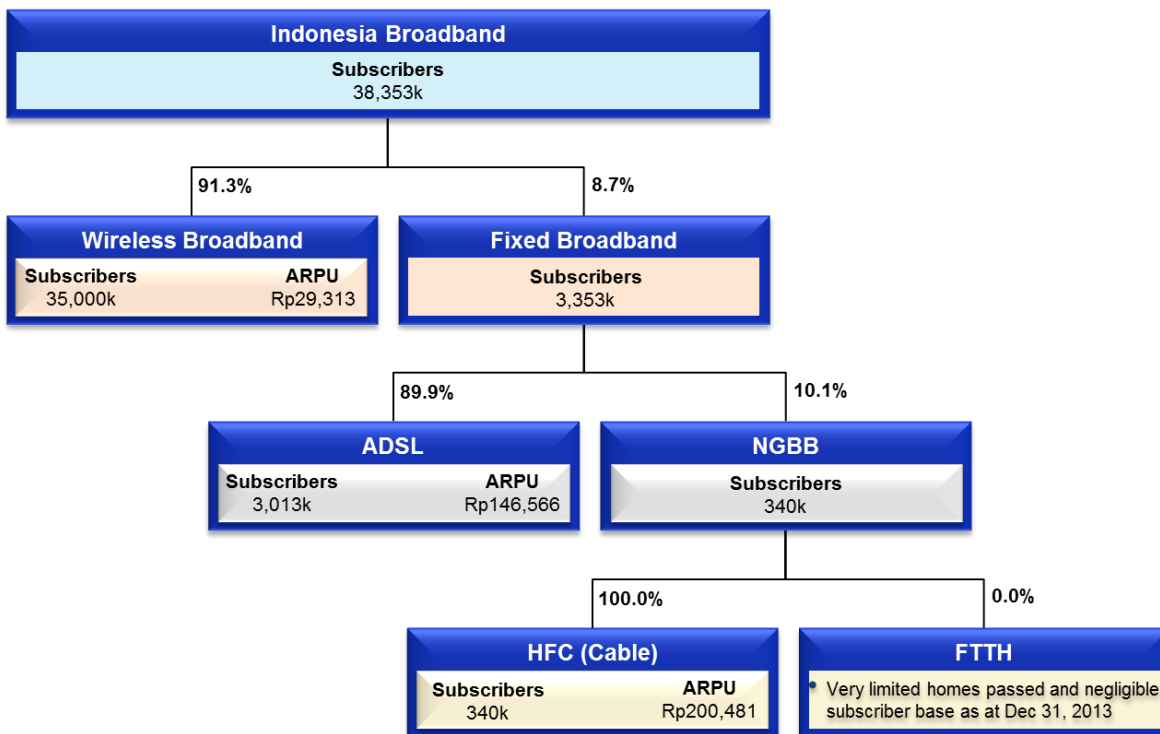 Indonesia Broadband
Subscribers
38,353k
91.3%
8.7%
Wireless Broadband
Subscribers ARPU
35,000k Rp29,313
Fixed Broadband
Subscribers
3,353k
89.9%
10.1%
ADSL
Subscribers ARPU
3,013k Rp146,566
NGBB
Subscribers
340k
100.0%
0.0%
HFC (Cable)
Subscribers ARPU
340k Rp200,481
FTTH
• Very limited homes passed and negligible
subscriber base as at Dec 31, 2013